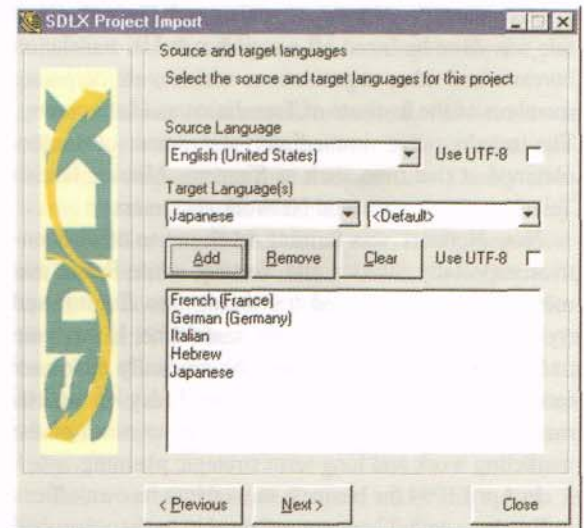 SDLX Project Import
Source and target languages
Select the source and target languages for this project
Source Language
English (United States)
Use UTF-8
Target Language(s)
Japanese
<Default>
Add
Remove
Clear
Use UTF-8
French (France)
German (Germany)
Italian
Hebrew
Japanese
SDLX
< Previous
Next >
Close